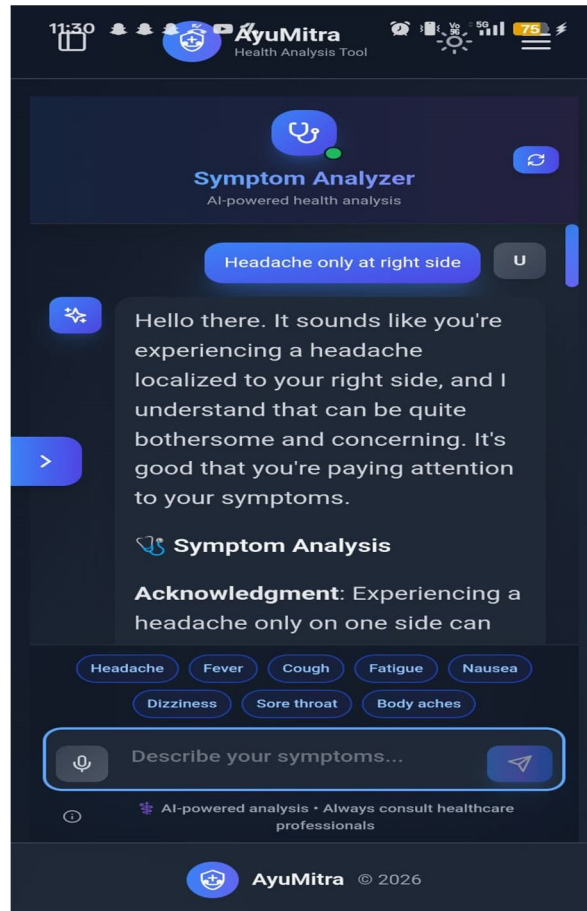 11:30
Vo 96 5G 75
AyuMitra
Health Analysis Tool
Symptom Analyzer
AI-powered health analysis
Headache only at right side
U
Hello there. It sounds like you're
experiencing a headache
localized to your right side, and I
understand that can be quite
bothersome and concerning. It's
good that you're paying attention
to your symptoms.
Symptom Analysis
Acknowledgment: Experiencing a
headache only on one side can
Headache Fever Cough Fatigue Nausea
Dizziness Sore throat Body aches
Describe your symptoms...
AI-powered analysis • Always consult healthcare
professionals
AyuMitra © 2026